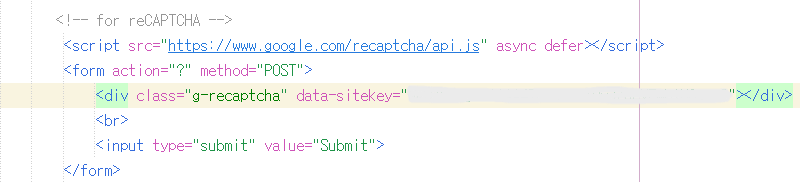 <!-- for reCAPTCHA -->
<script src="https://www.google.com/recaptcha/api.js" async defer></script>
<form action="?" method="POST">
<div class="g-recaptcha" data-sitekey=""></div>
<br>
<input type="submit" value="Submit">
</form>